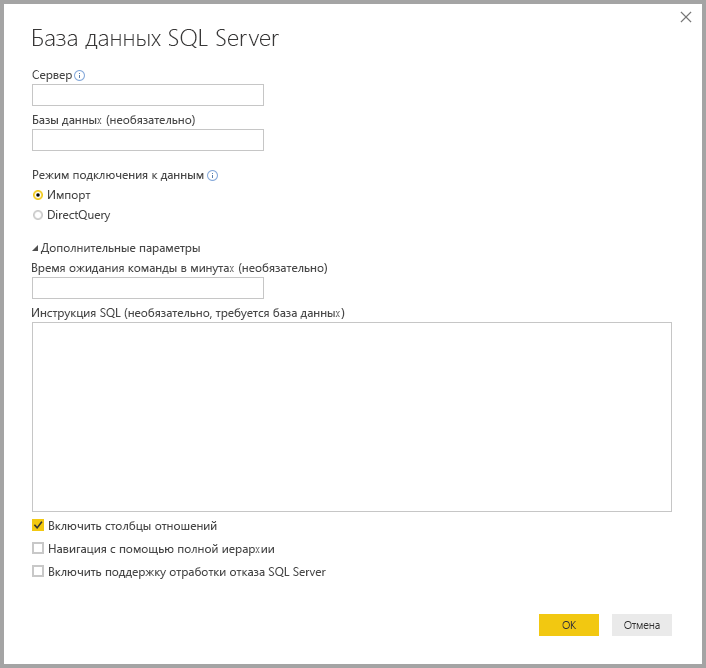 База данных SQL Server
Сервер
Базы данных (необязательно)
Режим подключения к данным
Импорт
DirectQuery
Дополнительные параметры
Время ожидания команды в минутах (необязательно)
Инструкция SQL (необязательно, требуется база данных)
Включить столбцы отношений
Навигация с помощью полной иерархии
Включить поддержку отработки отказа SQL Server
ОК
Отмена